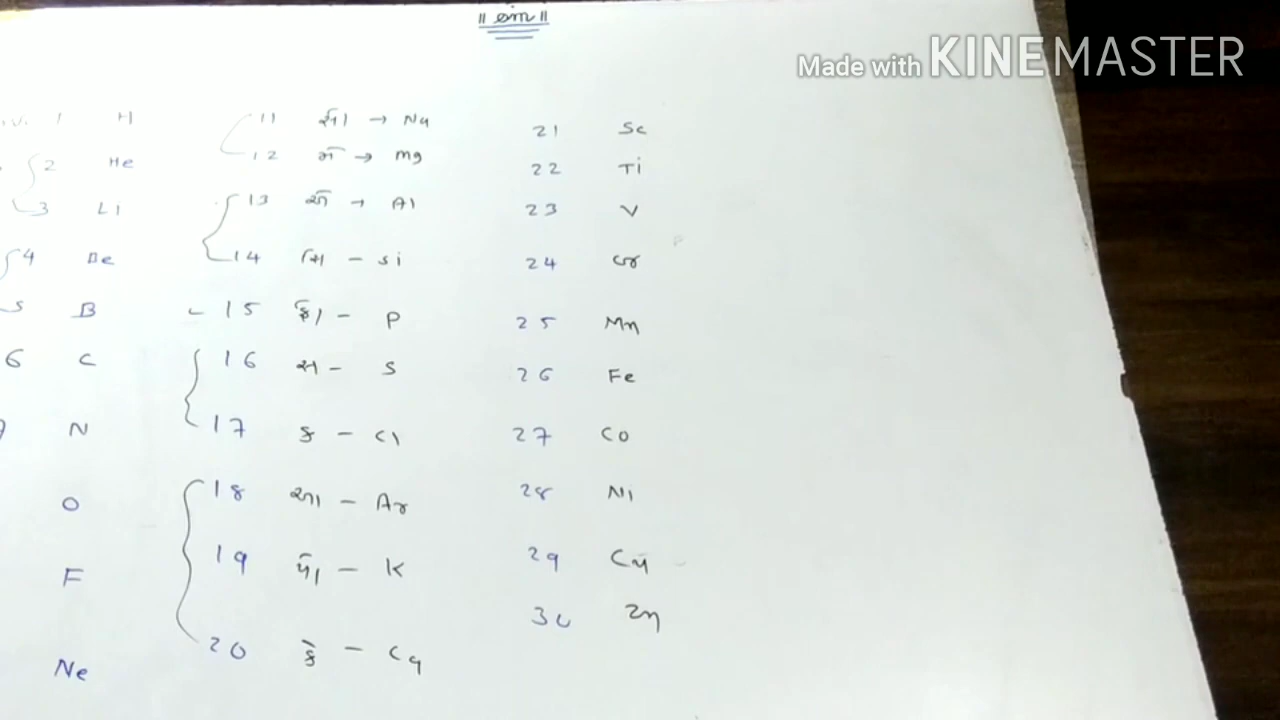 Made with KINEMASTER
1 H
2 He
3 Li
4 Be
5 B
6 C
N
O
F
Ne
11 સો → Na
12 મે → Mg
13 એ → Al
14 સિ - Si
15 ફો - P
16 સ - S
17 ક - Cl
18 આ - Ar
19 પો - K
20 કે - Ca
21 Sc
22 Ti
23 V
24 Cr
25 Mn
26 Fe
27 Co
28 Ni
29 Cu
30 Zn